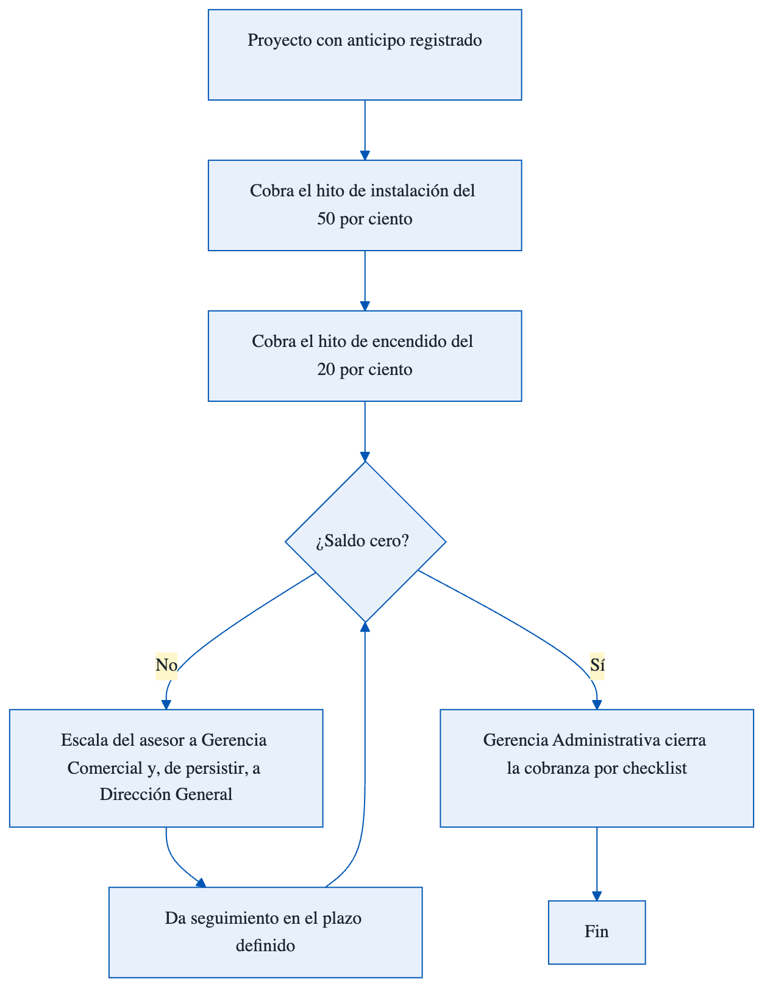 Proyecto con anticipo registrado
Cobra el hito de instalación del
50 por ciento
Cobra el hito de encendido del
20 por ciento
¿Saldo cero?
No
Sí
Escala del asesor a Gerencia
Comercial y, de persistir, a
Dirección General
Gerencia Administrativa cierra
la cobranza por checklist
Da seguimiento en el plazo
definido
Fin